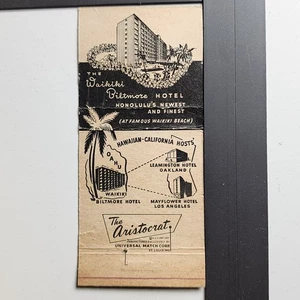 THE
Waikiki
Biltmore HOTEL
HONOLULU'S NEWEST
AND FINEST
(AT FAMOUS WAIKIKI BEACH)
HAWAIIAN-CALIFORNIA HOSTS
OAHU
LEAMINGTON HOTEL
OAKLAND
WAIKIKI
BILTMORE HOTEL
MAYFLOWER HOTEL
LOS ANGELES
The
Aristocrat
UNIVERSAL MATCH CORP.